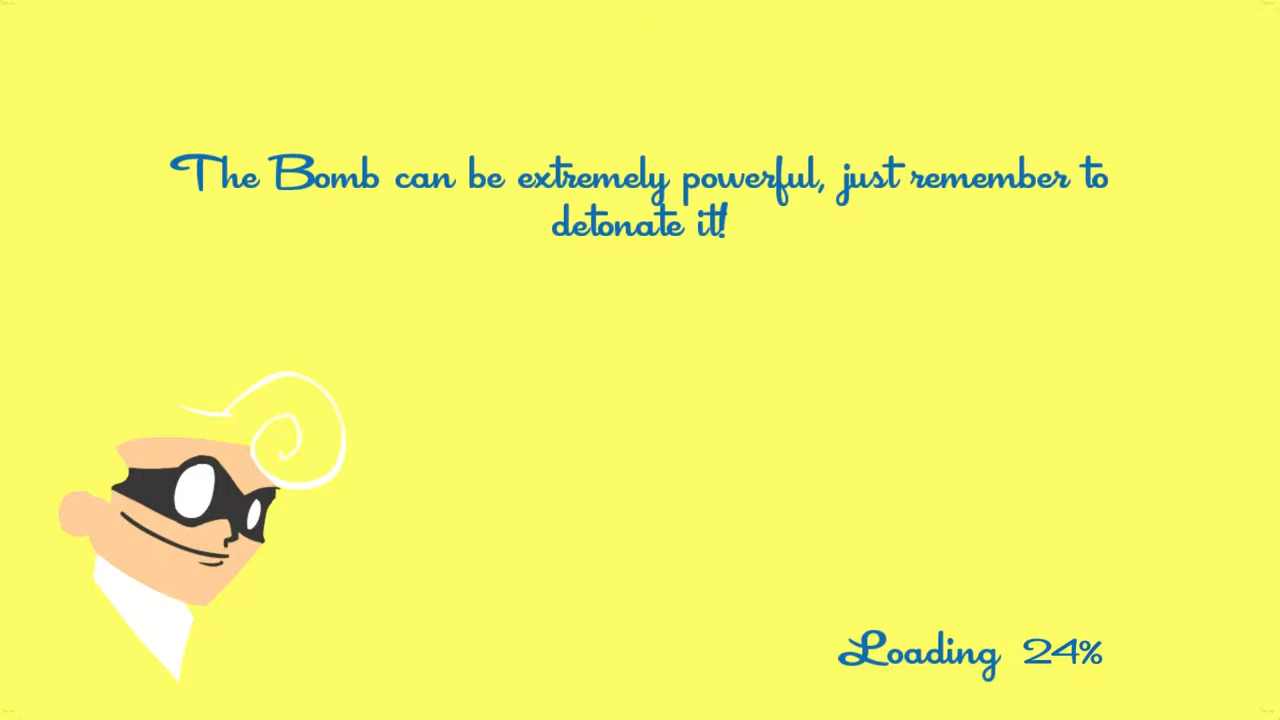 The Bomb can be extremely powerful, just remember to
detonate it!
Loading 24%